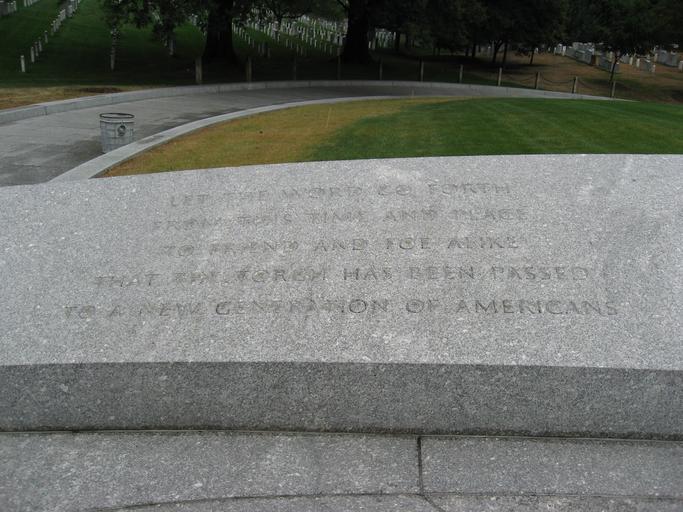 LET THE WORD GO FORTH
FROM THIS TIME AND PLACE
TO FRIEND AND FOE ALIKE
THAT THE TORCH HAS BEEN PASSED
TO A NEW GENERATION OF AMERICANS